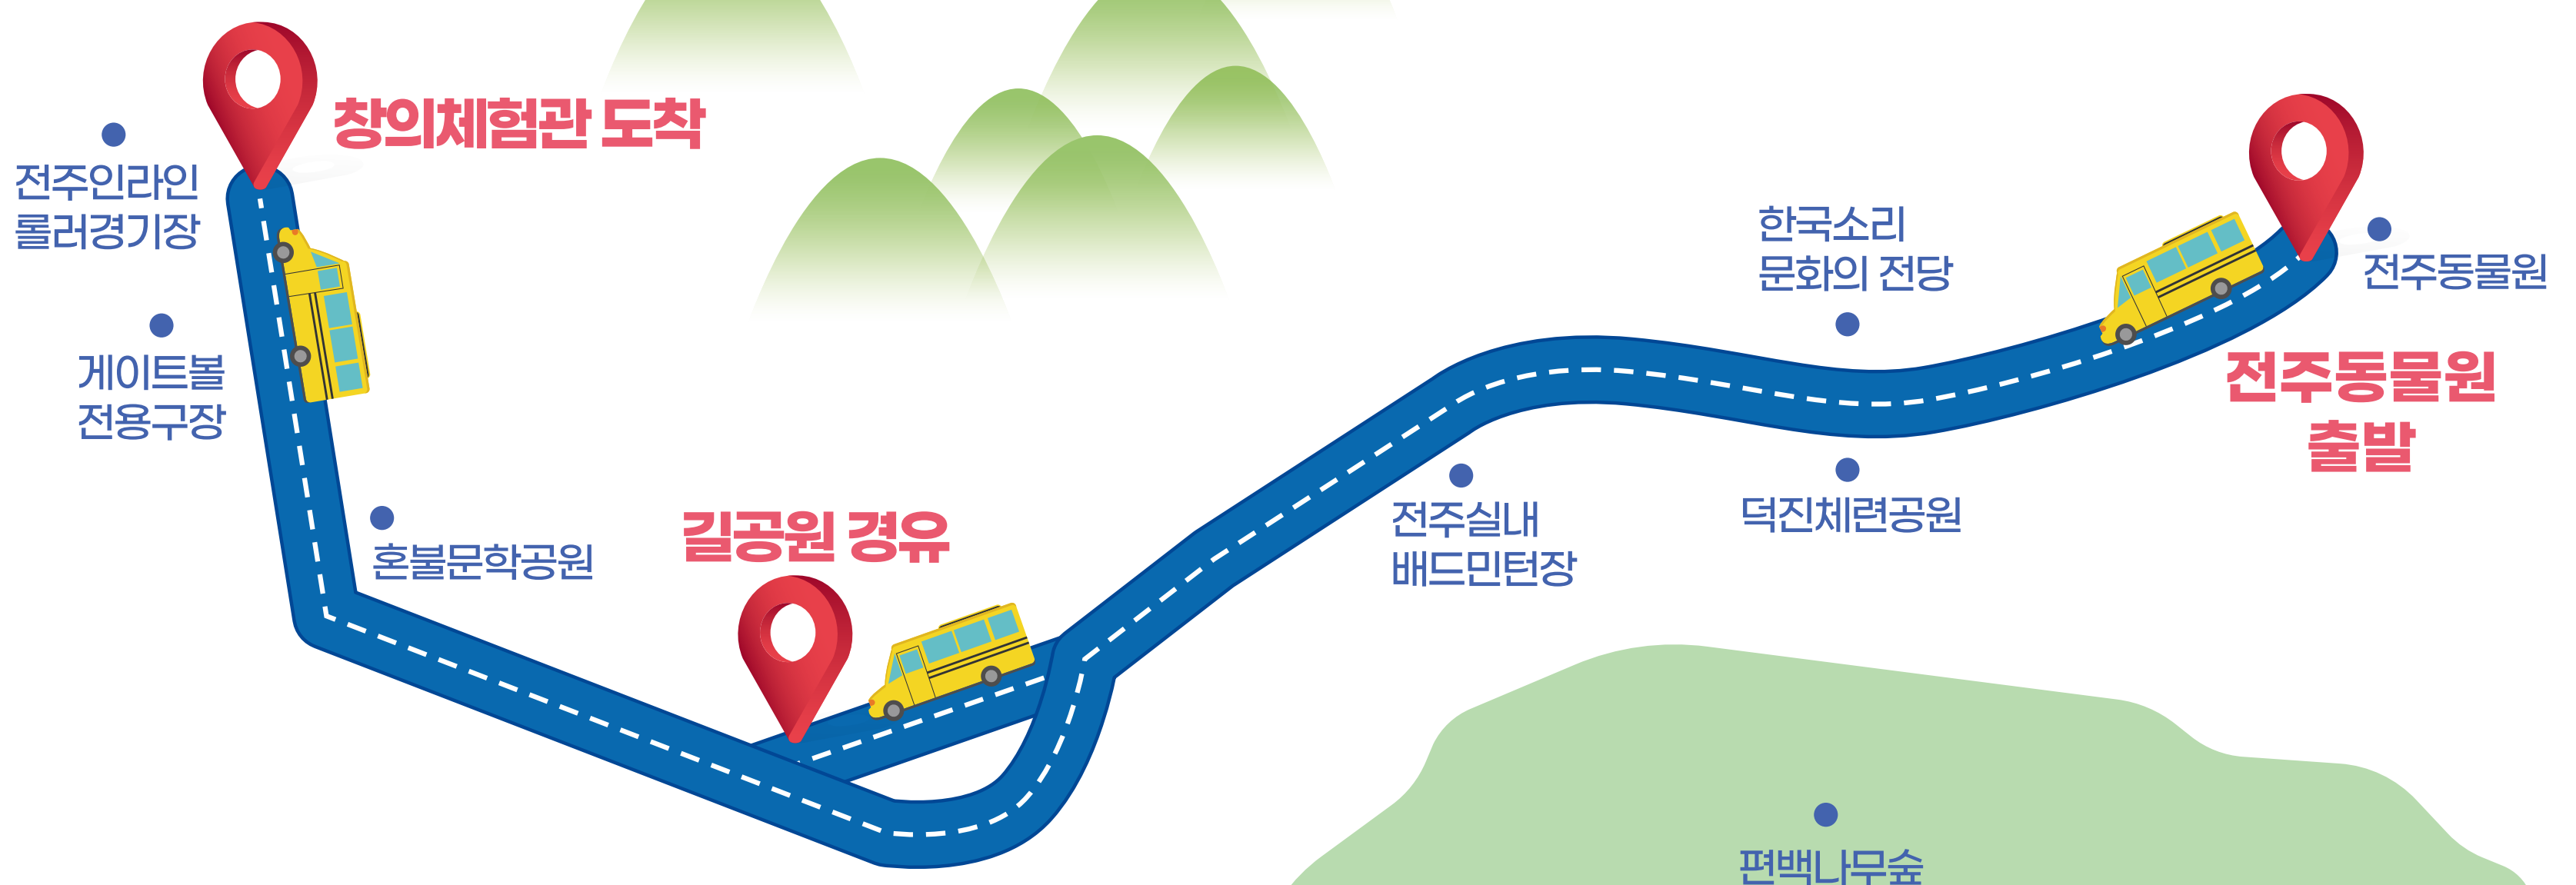 창의체험관 도착
전주인라인
롤러경기장
게이트볼
전용구장
혼불문학공원
길공원 경유
전주실내
배드민턴장
한국소리
문화의 전당
덕진체련공원
전주동물원
전주동물원
출발
편백나무숲